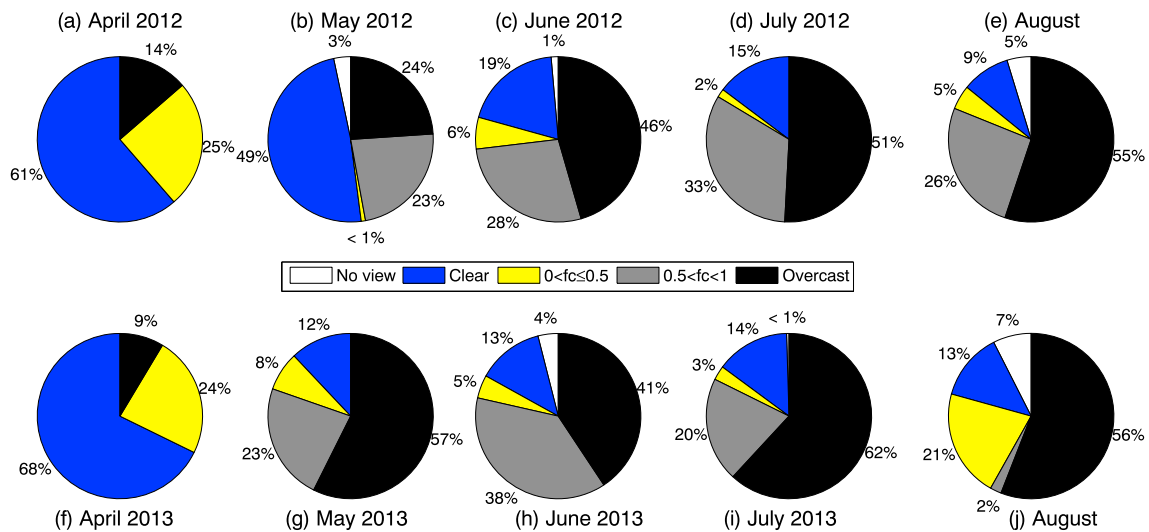 (a) April 2012
(b) May 2012
(c) June 2012
(d) July 2012
(e) August
14%
25%
61%
3%
24%
23%
< 1%
49%
1%
46%
28%
6%
19%
15%
2%
33%
51%
5%
9%
5%
26%
55%
No view
Clear
0<fc≤0.5
0.5<fc<1
Overcast
9%
24%
68%
12%
8%
23%
57%
4%
13%
5%
38%
41%
< 1%
14%
3%
20%
62%
7%
13%
21%
2%
56%
(f) April 2013
(g) May 2013
(h) June 2013
(i) July 2013
(j) August